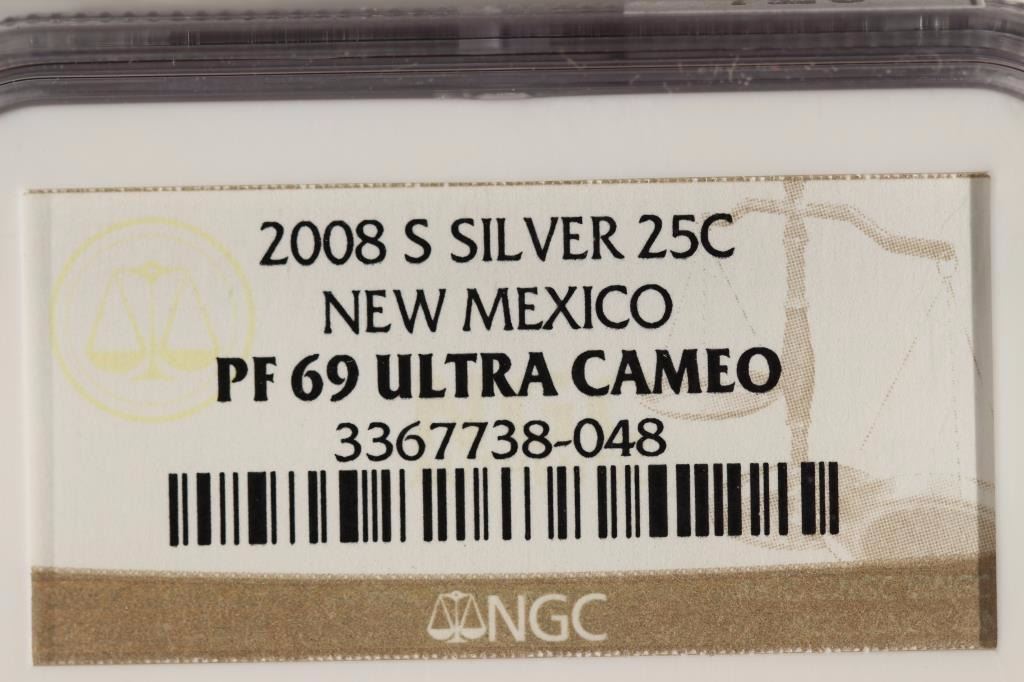 2008 S SILVER 25C
NEW MEXICO
PF 69 ULTRA CAMEO
3367738-048
NGC